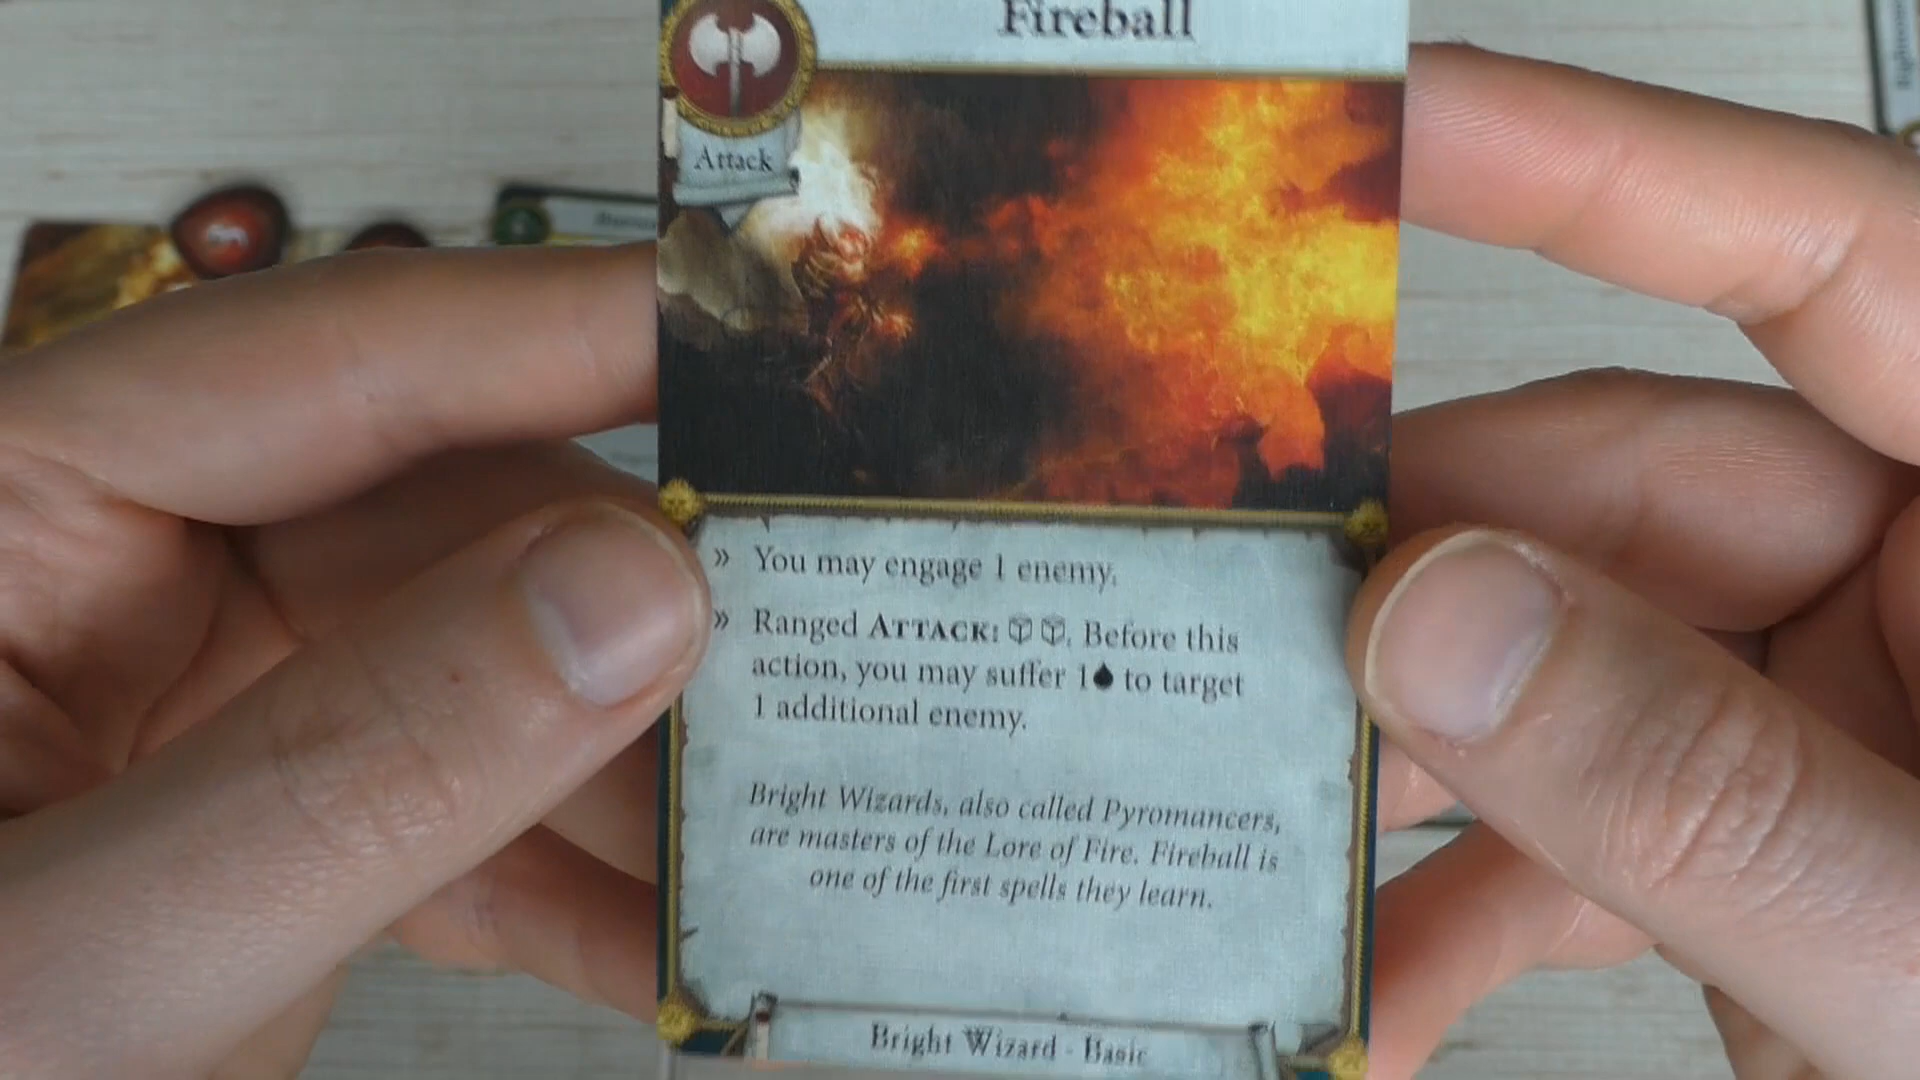 Fireball
Attack
» You may engage 1 enemy.
» Ranged ATTACK: . Before this
action, you may suffer 1 to target
1 additional enemy.
Bright Wizards, also called Pyromancers,
are masters of the Lore of Fire. Fireball is
one of the first spells they learn.
Bright Wizard - Basic